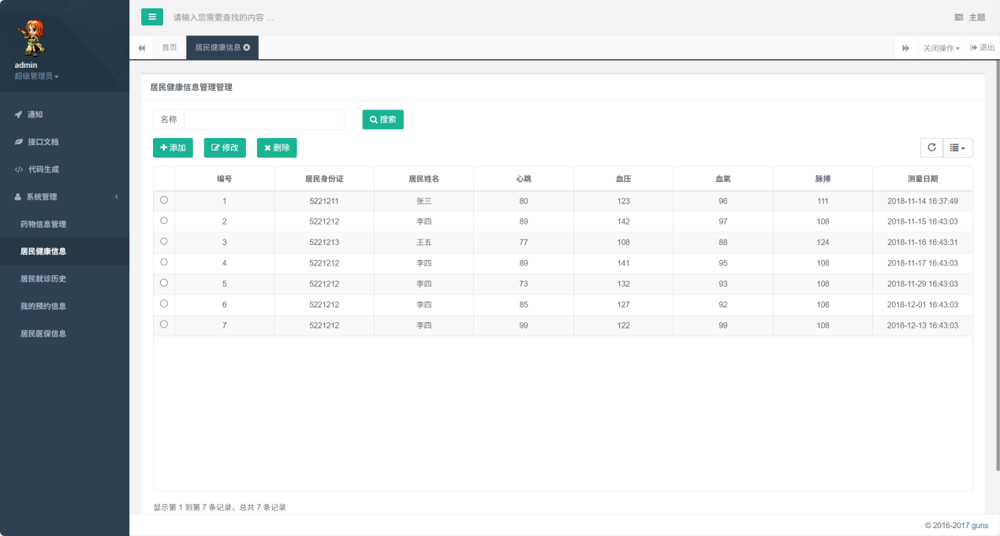 admin
超级管理员
通知
接口文档
</> 代码生成
系统管理
药物信息管理
居民健康信息
居民就诊历史
我的预约信息
居民医保信息
请输入您需要查找的内容 …
主题
首页 居民健康信息 关闭操作 退出
居民健康信息管理管理
名称 搜索
添加 修改 删除
编号 居民身份证 居民姓名 心跳 血压 血氧 脉搏 测量日期
1 5221211 张三 80 123 96 111 2018-11-14 16:37:49
2 5221212 李四 89 142 97 108 2018-11-15 16:43:03
3 5221213 王五 77 108 88 124 2018-11-16 16:43:31
4 5221212 李四 89 141 95 108 2018-11-17 16:43:03
5 5221212 李四 73 132 93 108 2018-11-29 16:43:03
6 5221212 李四 85 127 92 108 2018-12-01 16:43:03
7 5221212 李四 99 122 99 108 2018-12-13 16:43:03
显示第 1 到第 7 条记录，总共 7 条记录
© 2016-2017 guns